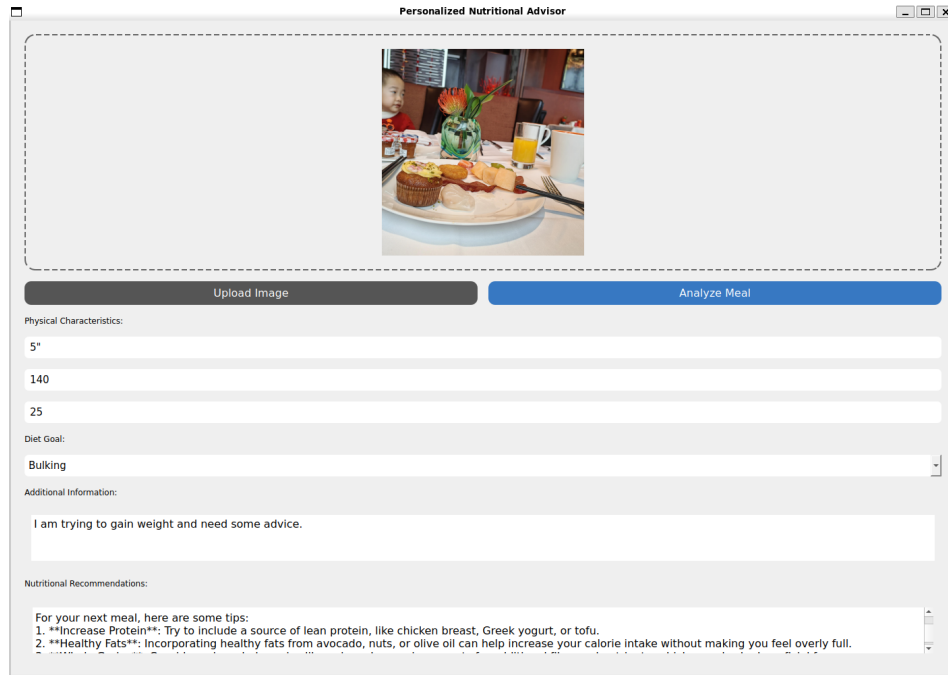 Personalized Nutritional Advisor
Upload Image
Analyze Meal
Physical Characteristics:
5"
140
25
Diet Goal:
Bulking
Additional Information:
I am trying to gain weight and need some advice.
Nutritional Recommendations:
For your next meal, here are some tips:
1. **Increase Protein**: Try to include a source of lean protein, like chicken breast, Greek yogurt, or tofu.
2. **Healthy Fats**: Incorporating healthy fats from avocado, nuts, or olive oil can help increase your calorie intake without making you feel overly full.